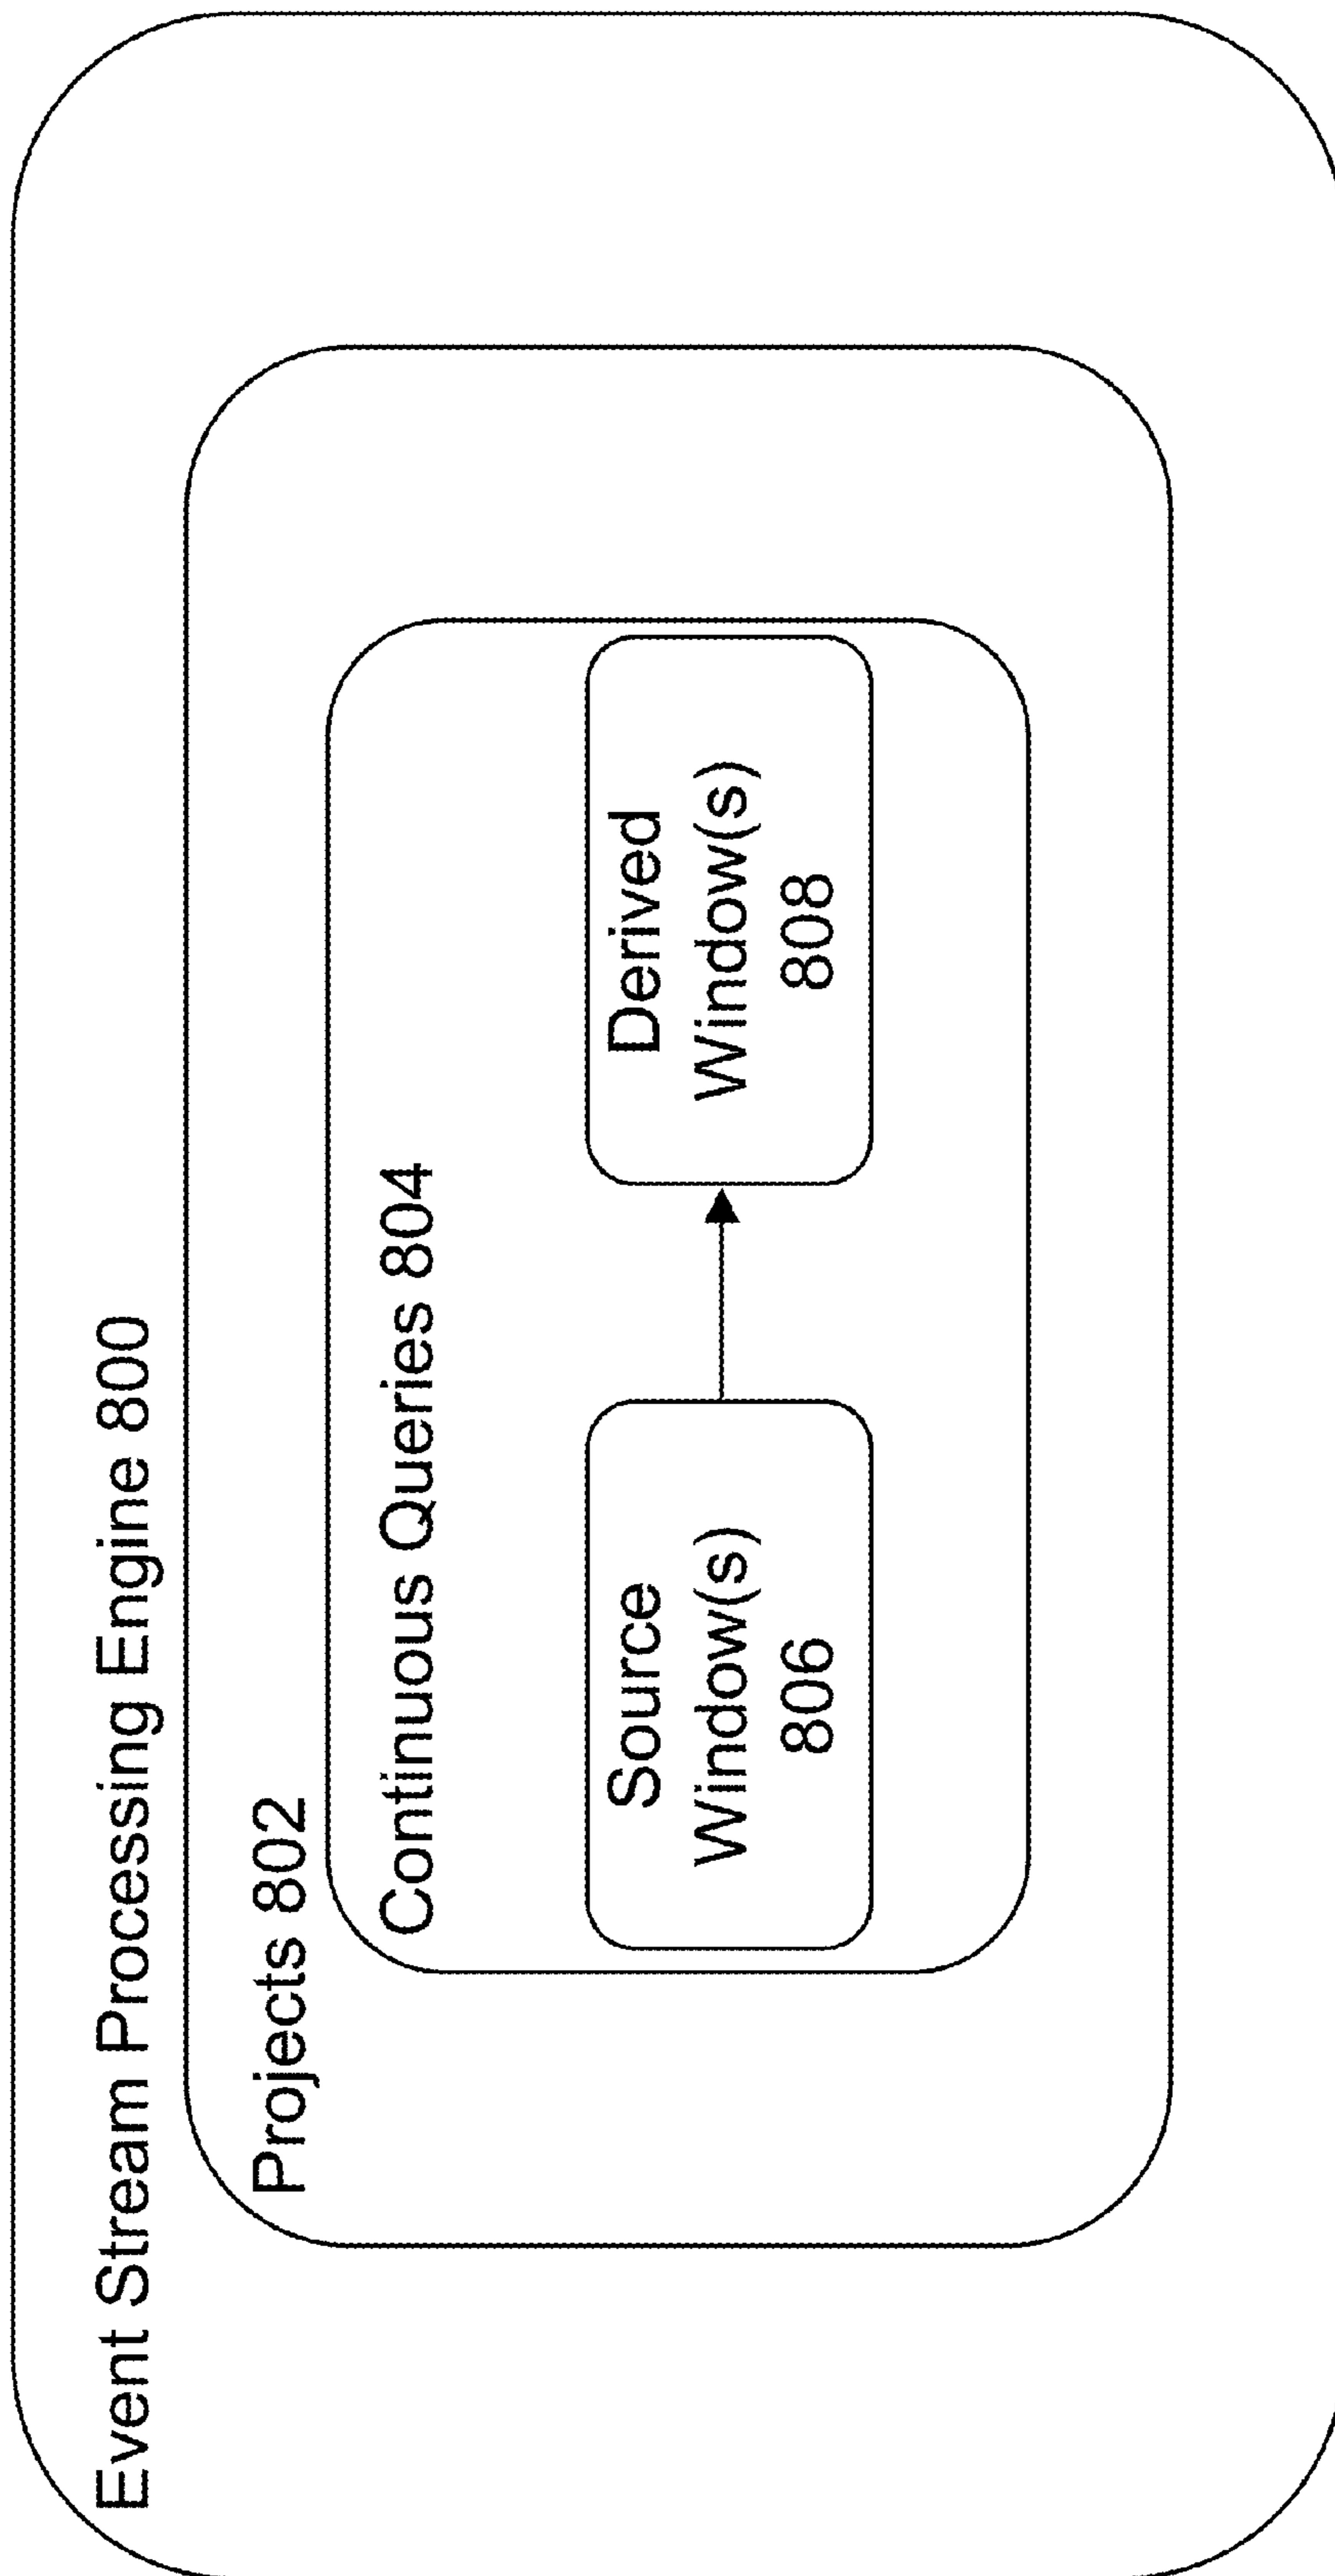 Event Stream Processing Engine 800
Projects 802
Continuous Queries 804
Source
Window(s)
806
Derived
Window(s)
808